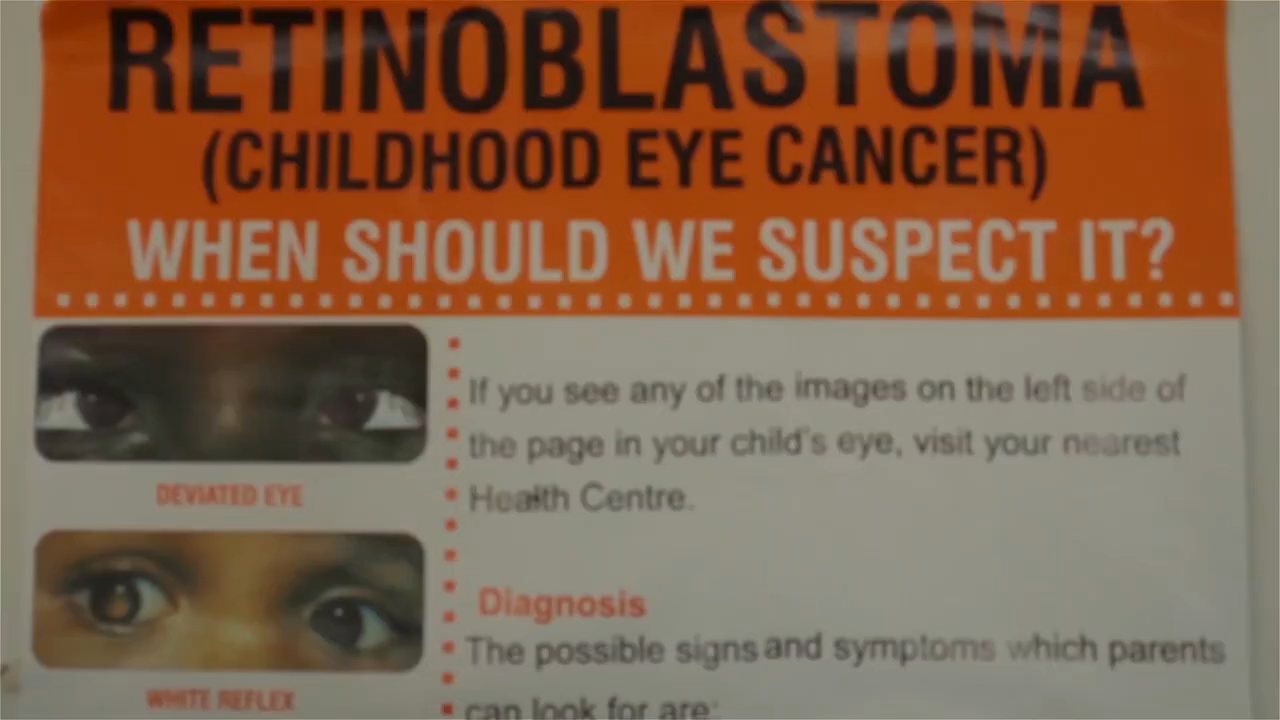 RETINOBLASTOMA
(CHILDHOOD EYE CANCER)
WHEN SHOULD WE SUSPECT IT?
DEVIATED EYE
WHITE REFLEX
If you see any of the images on the left side of
the page in your child's eye, visit your nearest
Health Centre.
Diagnosis
The possible signs and symptoms which parents
can look for are: